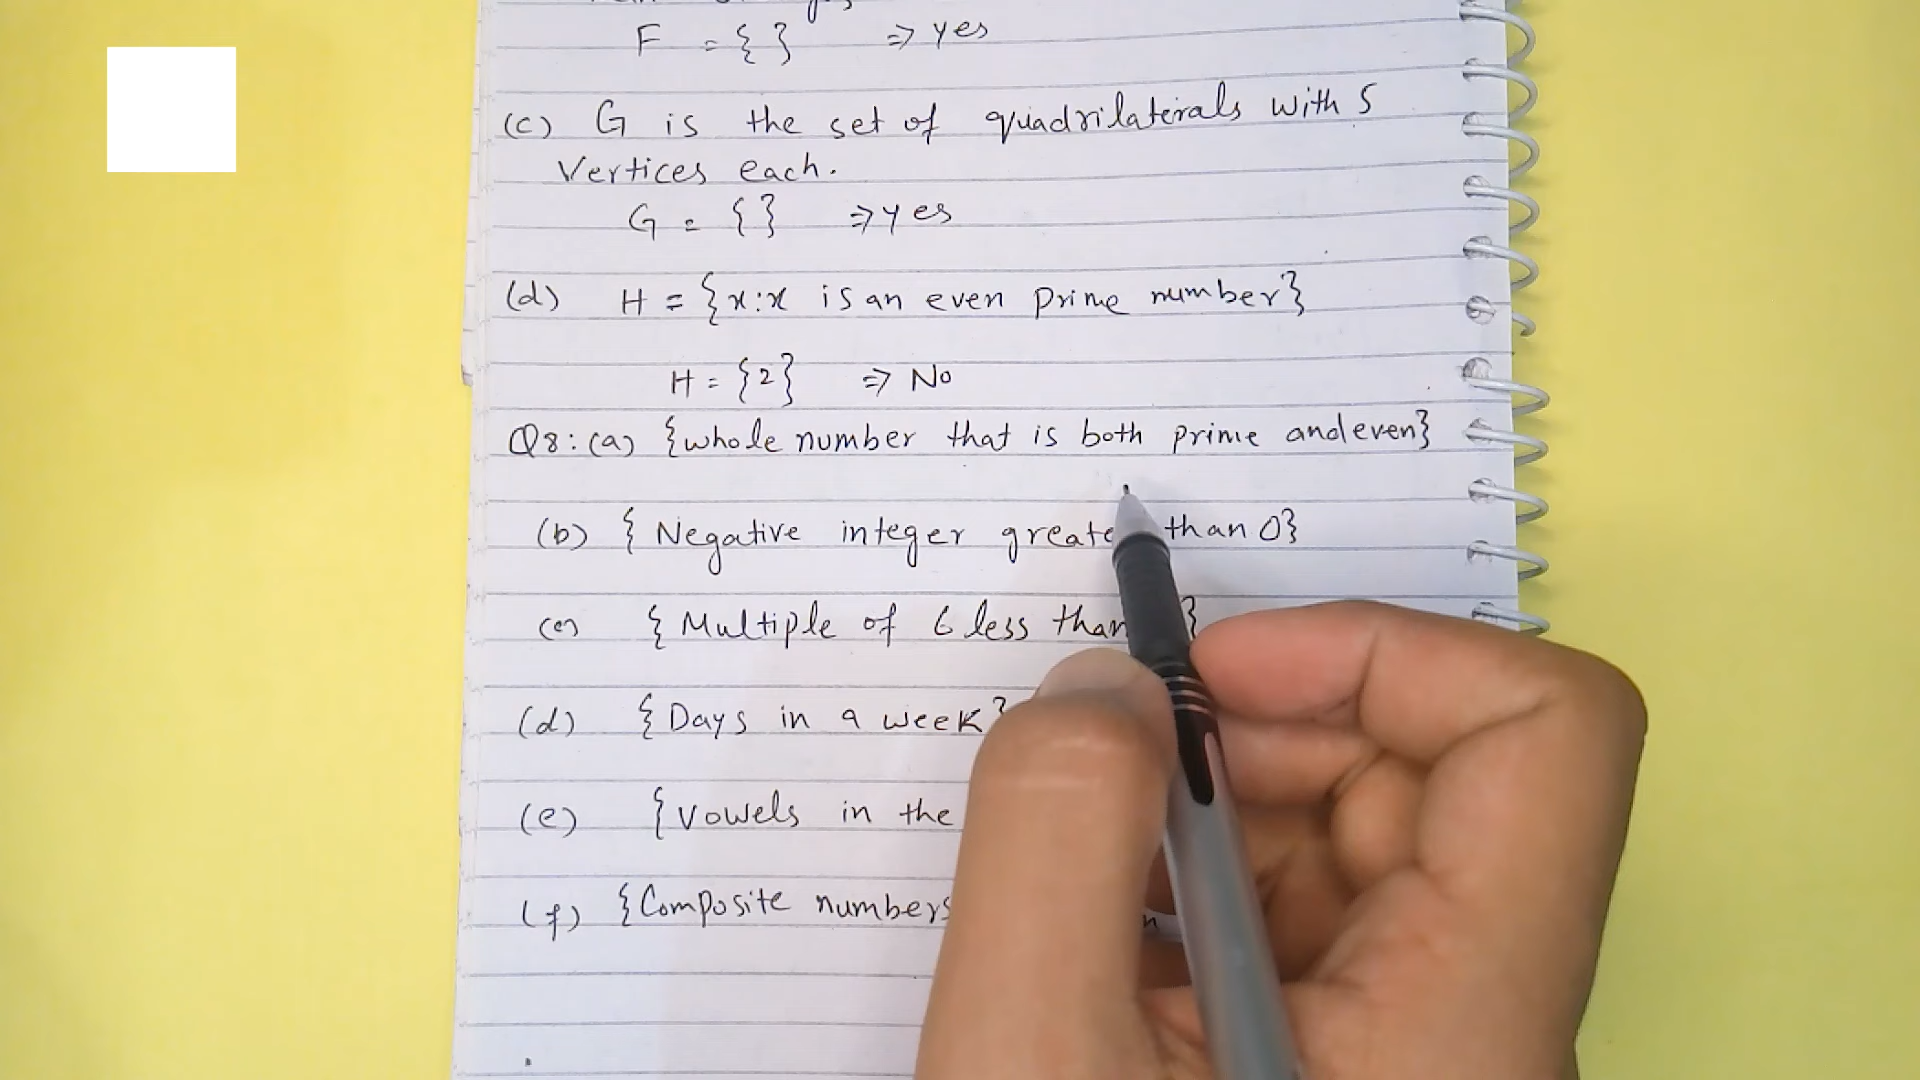 F = { } => yes
(c) G is the set of quadrilaterals with 5
vertices each.
G = { } => yes
(d) H = {x:x is an even prime number}
H = {2} => No
Q8:(a) {whole number that is both prime and even}
(b) { Negative integer greate than 0}
{ Multiple of 6 less than }
(d) {Days in a week}
(e) {vowels in the
(f) {Composite numbers